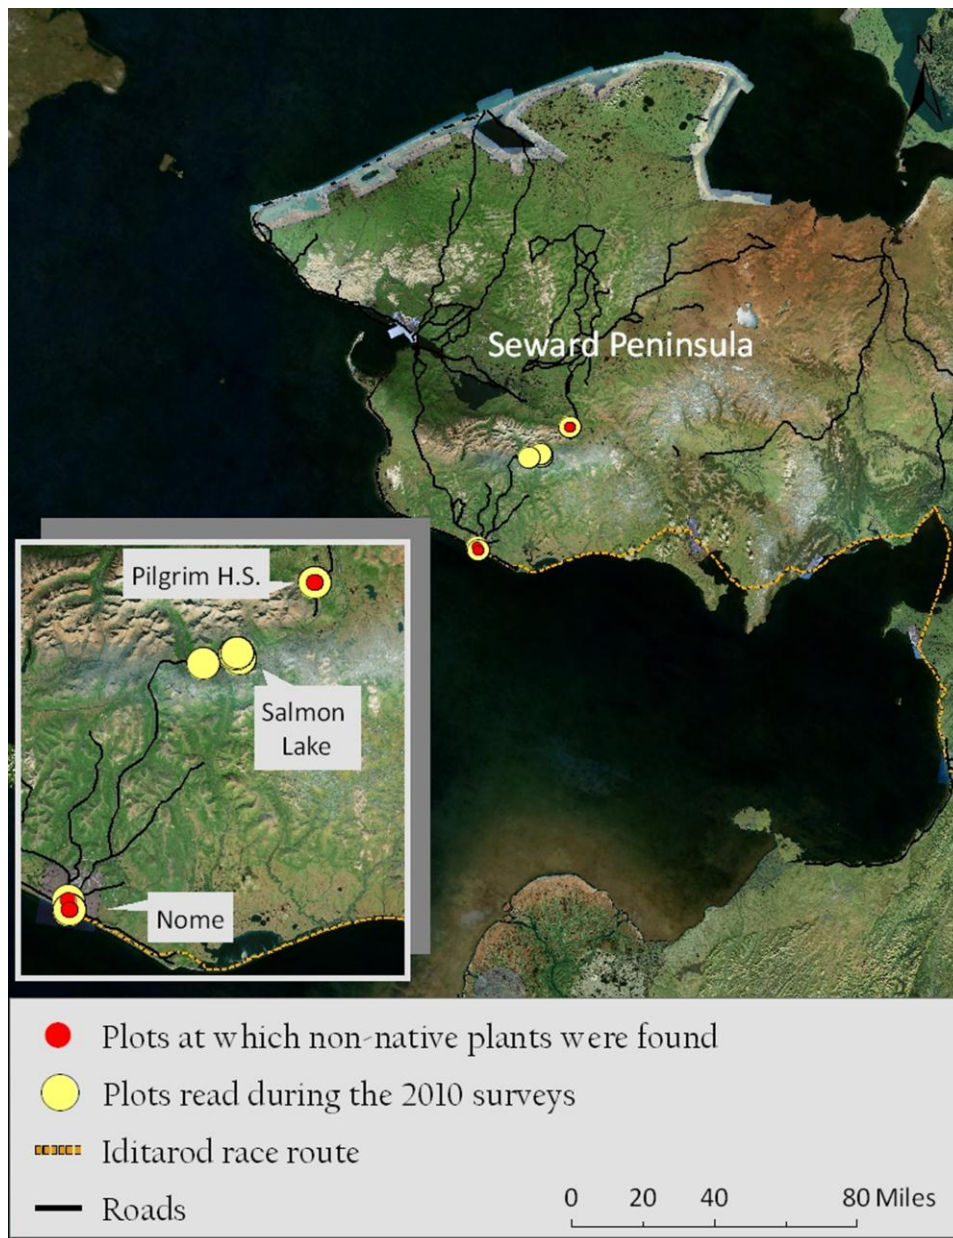 N
Seward Peninsula
Pilgrim H.S.
Salmon
Lake
Nome
Plots at which non-native plants were found
Plots read during the 2010 surveys
Iditarod race route
Roads
0 20 40 80 Miles